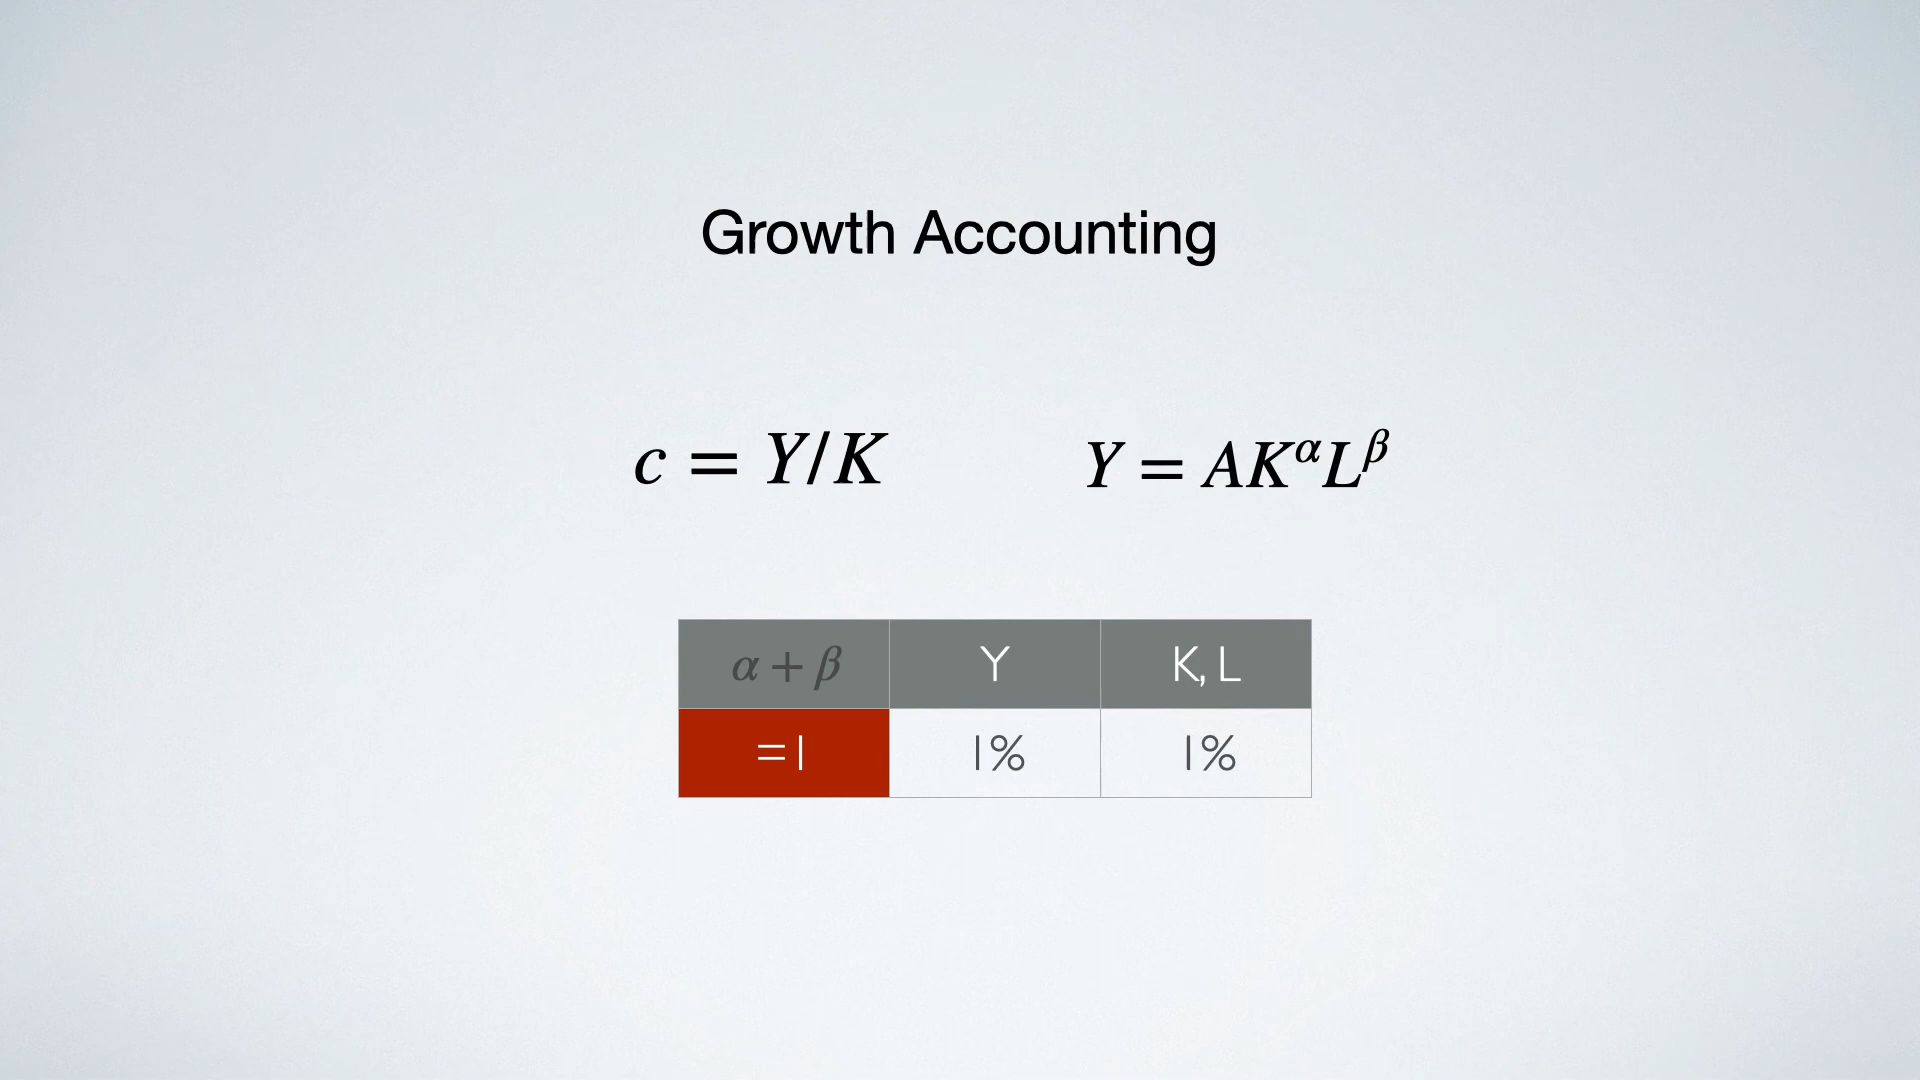 Growth Accounting
c = Y/K
Y = AK^α L^β
α + β Y K, L
=1 1% 1%